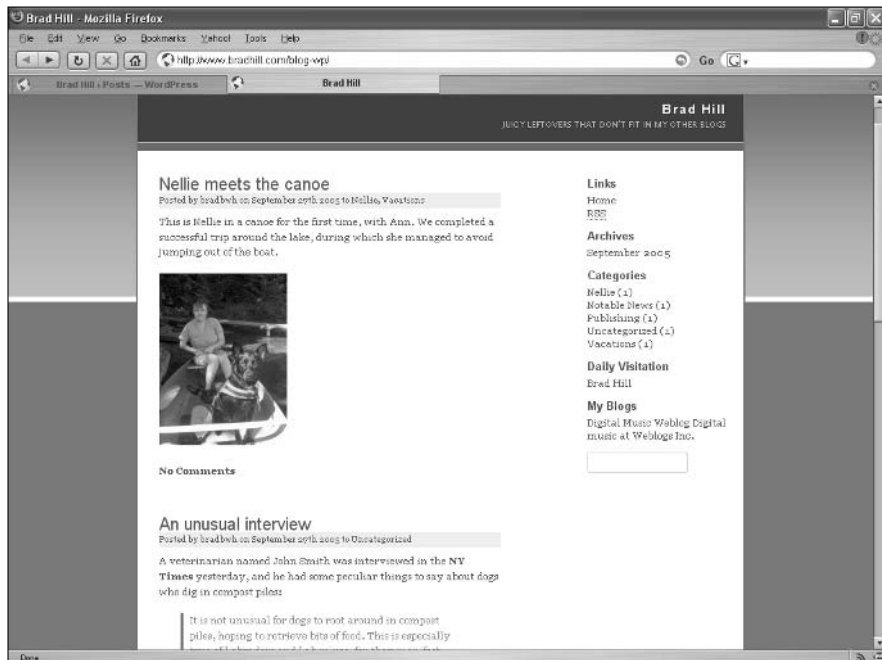 Brad Hill - Mozilla Firefox
File Edit View Go Bookmarks Yahoo! Tools Help
http://www.bradhill.com/blog-wp/
Go
G
Brad Hill › Posts — WordPress
Brad Hill
Brad Hill
JUICY LEFTOVERS THAT DON'T FIT IN MY OTHER BLOGS
Nellie meets the canoe
Posted by bradbwh on September 27th 2005 to Nellie, Vacations
This is Nellie in a canoe for the first time, with Ann. We completed a
successful trip around the lake, during which she managed to avoid
jumping out of the boat.
No Comments
An unusual interview
Posted by bradbwh on September 27th 2005 to Uncategorized
A veterinarian named John Smith was interviewed in the NY
Times yesterday, and he had some peculiar things to say about dogs
who dig in compost piles:
It is not unusual for dogs to root around in compost
piles, hoping to retrieve bits of food. This is especially
Links
Home
RSS
Archives
September 2005
Categories
Nellie (1)
Notable News (1)
Publishing (1)
Uncategorized (1)
Vacations (1)
Daily Visitation
Brad Hill
My Blogs
Digital Music Weblog Digital
music at Weblogs Inc.
Done